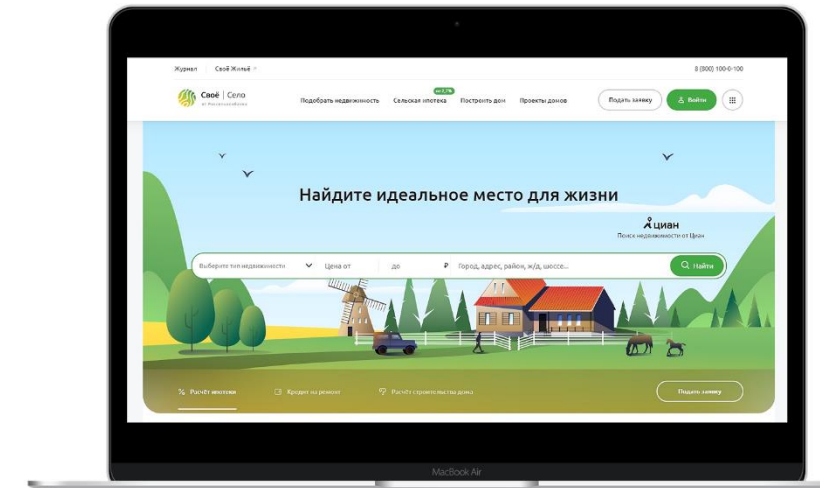 Журнал Своё Жильё
8 (800) 100-0-100
Своё | Село
от Россельхозбанка
Подобрать недвижимость Сельская ипотека Построить дом Проекты домов
Подать заявку Войти
Найдите идеальное место для жизни
циан
Поиск недвижимости от Циан
Выберите тип недвижимости Цена от до ₽ Город, адрес, район, ж/д, шоссе... Найти
Расчёт ипотеки Кредит на ремонт Расчёт строительства дома Подать заявку
MacBook Air